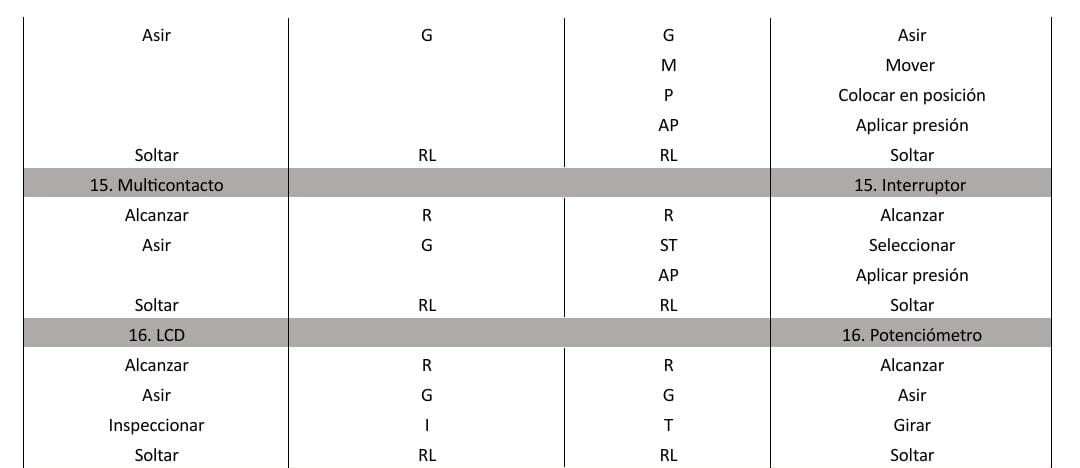 Asir G G Asir
M Mover
P Colocar en posición
AP Aplicar presión
Soltar RL RL Soltar
15. Multicontacto 15. Interruptor
Alcanzar R R Alcanzar
Asir G ST Seleccionar
AP Aplicar presión
Soltar RL RL Soltar
16. LCD 16. Potenciómetro
Alcanzar R R Alcanzar
Asir G G Asir
Inspeccionar I T Girar
Soltar RL RL Soltar